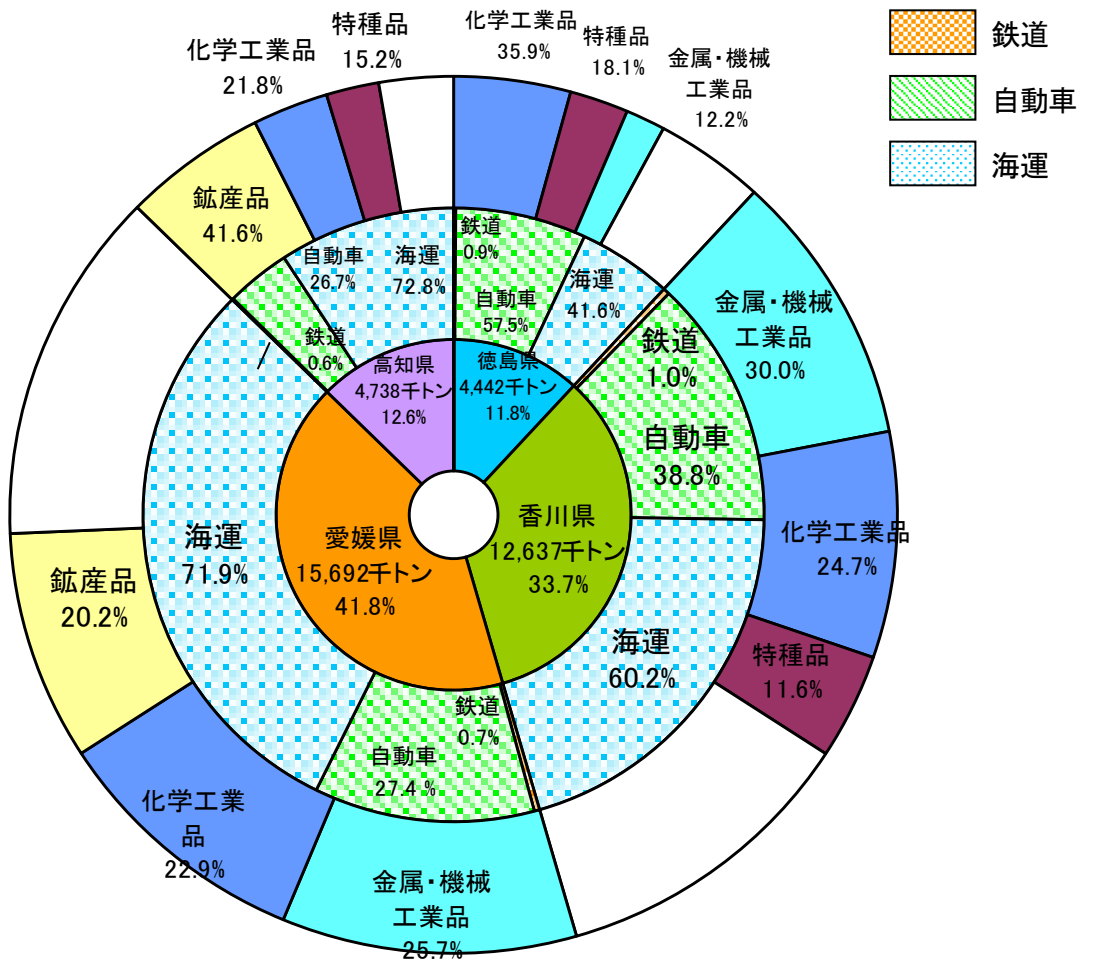 特種品
15.2%
化学工業品
21.8%
化学工業品
35.9%
特種品
18.1%
金属・機械
工業品
12.2%
鉄道
自動車
海運
鉱産品
41.6%
自動車
26.7%
海運
72.8%
鉄道
0.6%
鉄道
0.9%
自動車
57.5%
海運
41.6%
金属・機械
工業品
30.0%
鉄道
1.0%
自動車
38.8%
高知県
4,738千トン
12.6%
徳島県
4,442千トン
11.8%
香川県
12,637千トン
33.7%
愛媛県
15,692千トン
41.8%
海運
71.9%
鉱産品
20.2%
化学工業品
24.7%
海運
60.2%
特種品
11.6%
鉄道
0.7%
自動車
27.4 %
化学工業
品
22.9%
金属・機械
工業品
25.7%